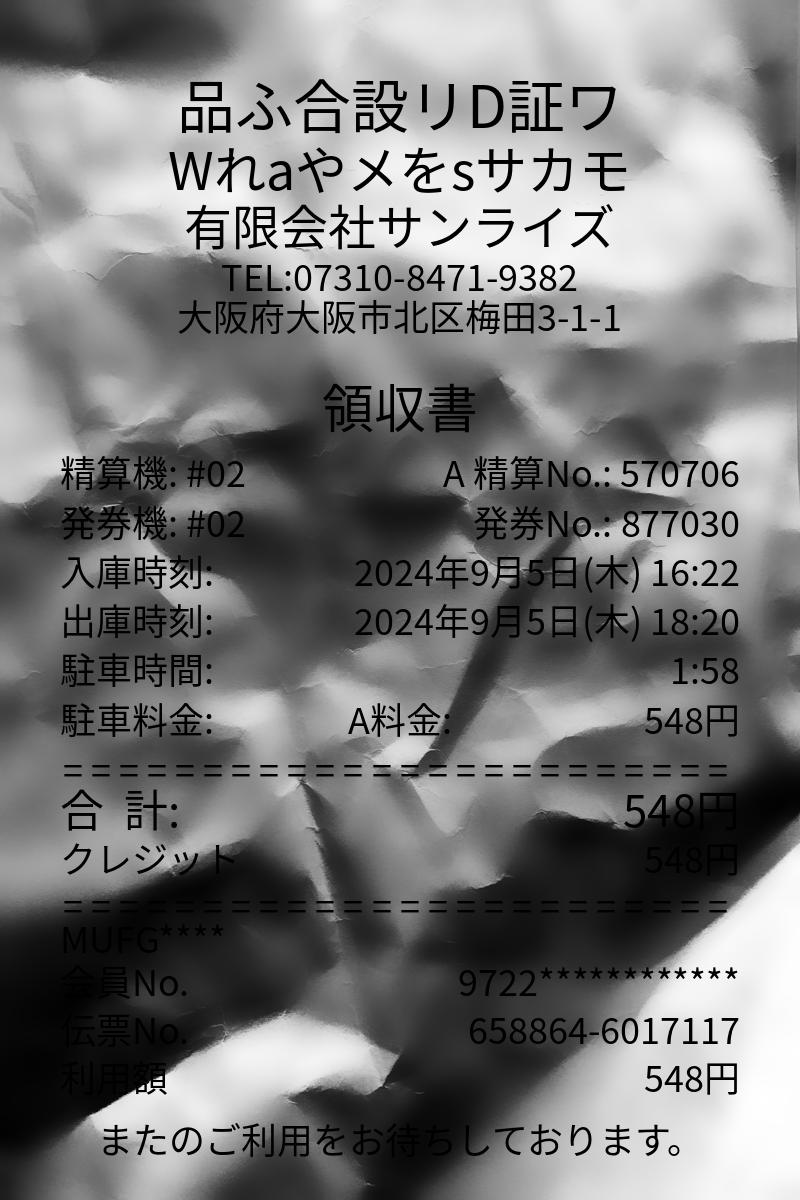 品ふ合設リD証ワ
Wれaやメをsサカモ
有限会社サンライズ
TEL:07310-8471-9382
大阪府大阪市北区梅田3-1-1
領収書
精算機: #02 A 精算No.: 570706
発券機: #02 発券No.: 877030
入庫時刻: 2024年9月5日(木) 16:22
出庫時刻: 2024年9月5日(木) 18:20
駐車時間: 1:58
駐車料金: A料金: 548円
========================
合 計: 548円
クレジット 548円
========================
MUFG****
会員No. 9722************
伝票No. 658864-6017117
利用額 548円
またのご利用をお待ちしております。